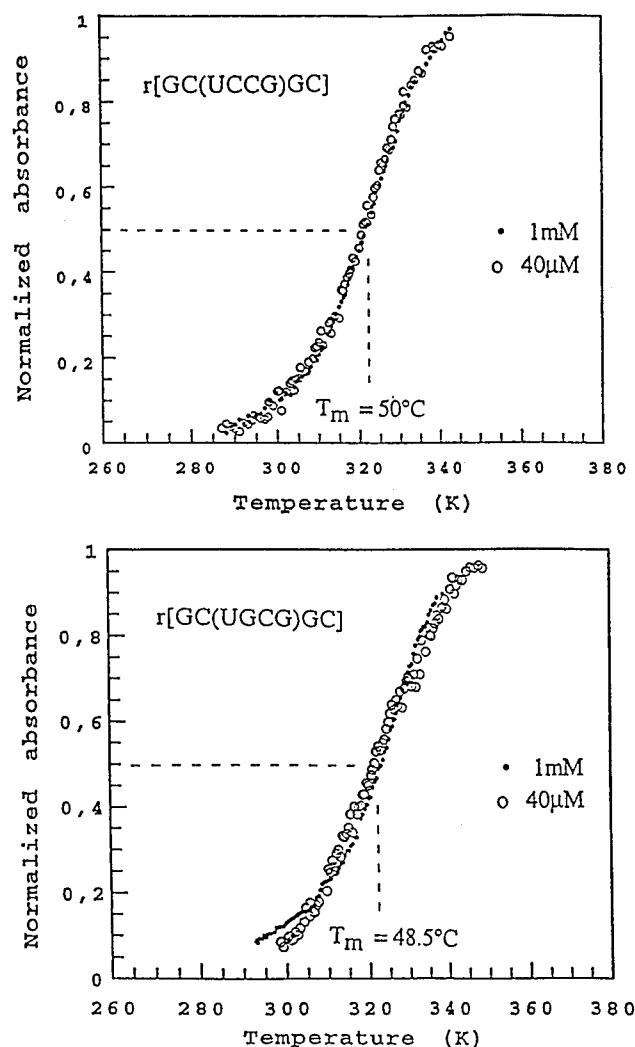 1
0,8
0,6
0,4
0,2
0
Normalized absorbance
r[GC(UCCG)GC]
• 1mM
o 40µM
Tm = 50°C
260 280 300 320 340 360 380
Temperature (K)
1
0,8
0,6
0,4
0,2
0
Normalized absorbance
r[GC(UGCG)GC]
• 1mM
o 40µM
Tm = 48.5°C
260 280 300 320 340 360 380
Temperature (K)